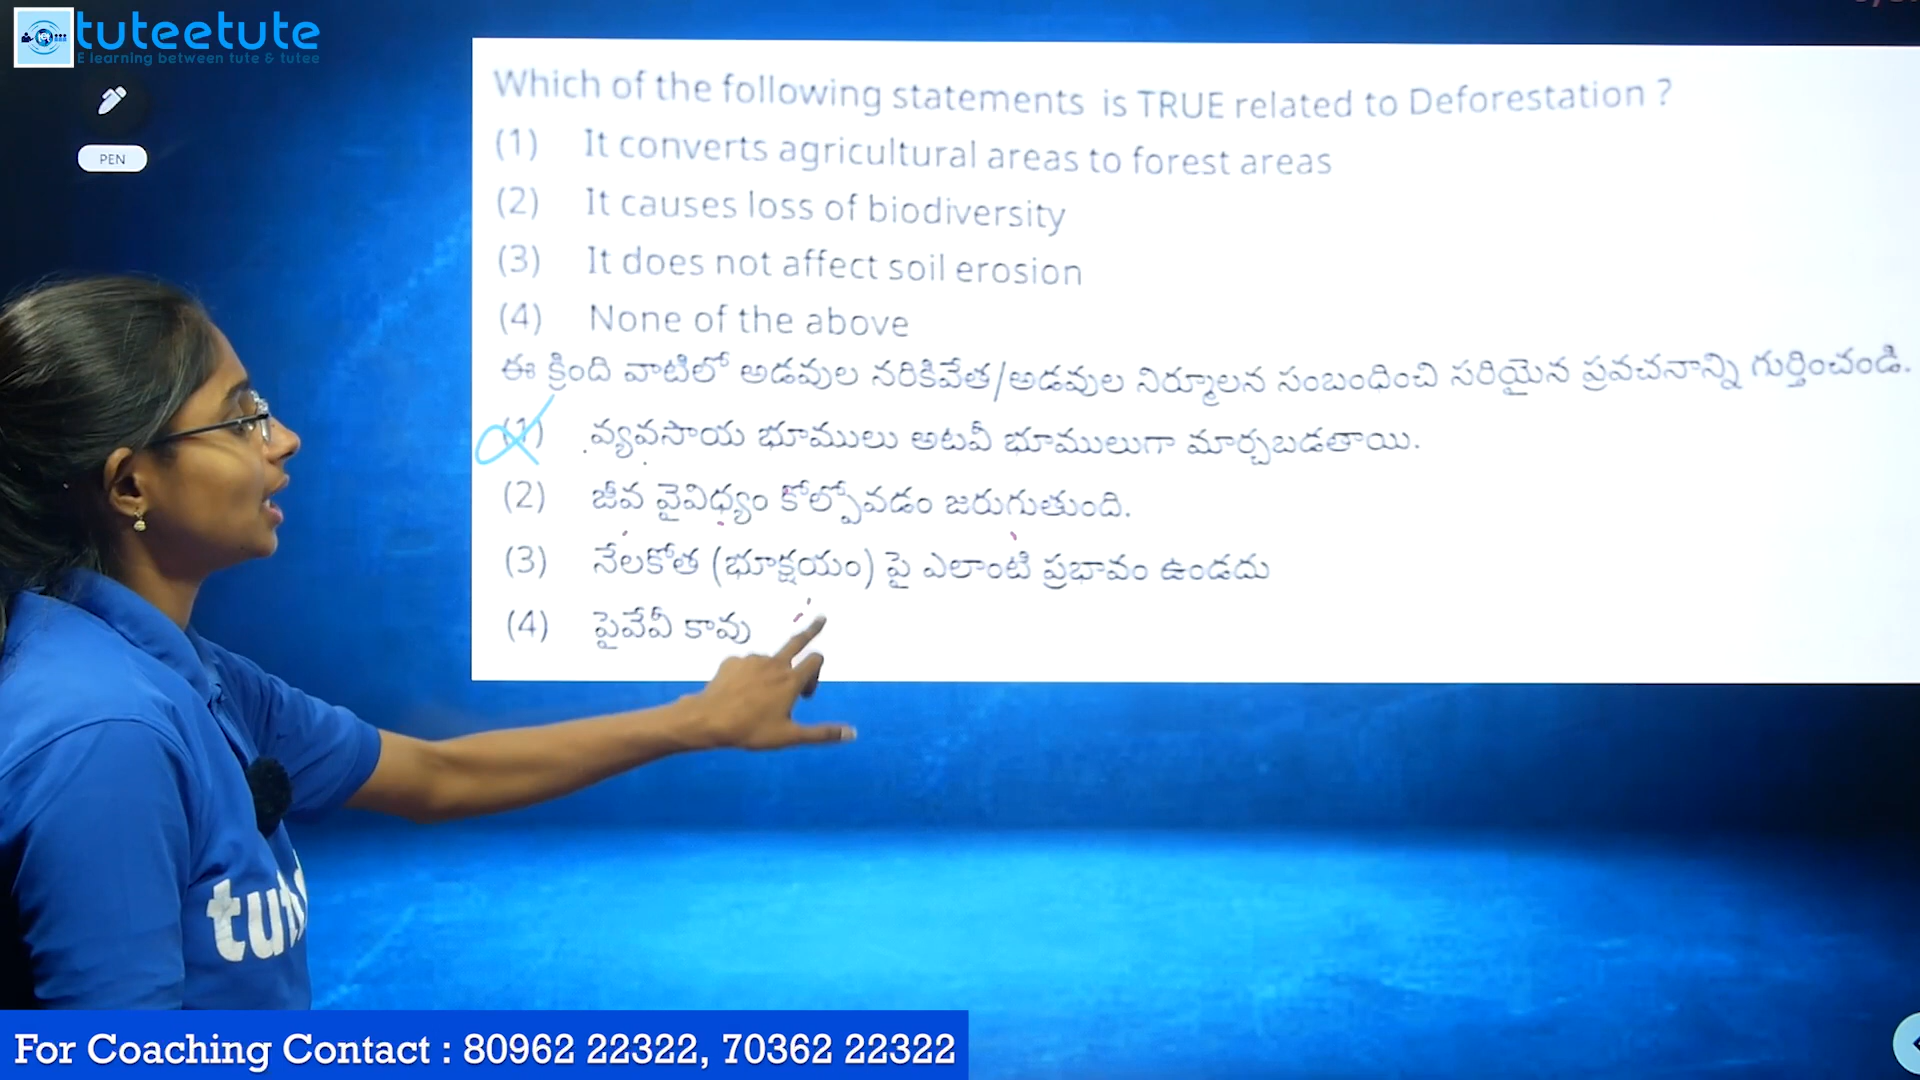 tuteetute
E learning between tute & tutee
PEN
Which of the following statements is TRUE related to Deforestation ?
(1) It converts agricultural areas to forest areas
(2) It causes loss of biodiversity
(3) It does not affect soil erosion
(4) None of the above
ఈ క్రింది వాటిలో అడవుల నరికివేత/అడవుల నిర్మూలన సంబందించి సరియైన ప్రవచనాన్ని గుర్తించండి.
(1) వ్యవసాయ భూములు అటవీ భూములుగా మార్చబడతాయి.
(2) జీవ వైవిధ్యం కోల్పోవడం జరుగుతుంది.
(3) నేలకోత (భూక్షయం) పై ఎలాంటి ప్రభావం ఉండదు
(4) పైవేవీ కావు
For Coaching Contact : 80962 22322, 70362 22322